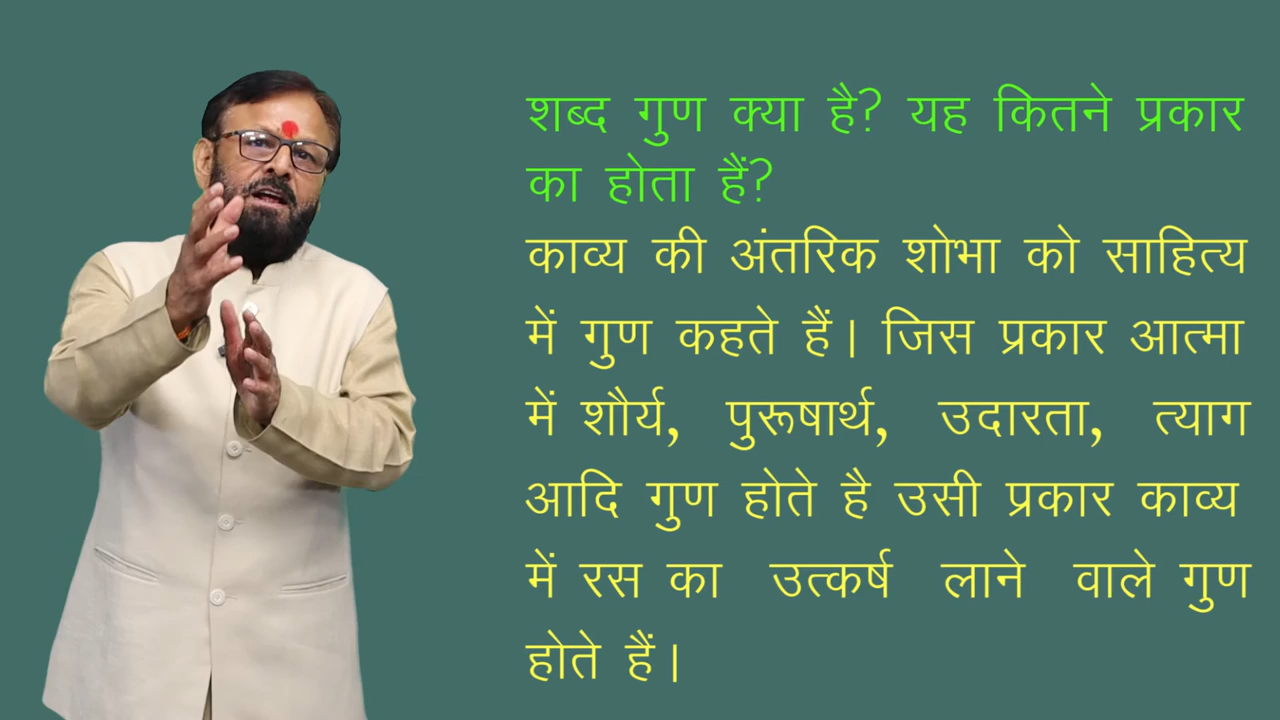 शब्द गुण क्या है? यह कितने प्रकार
का होता हैं?
काव्य की अंतरिक शोभा को साहित्य
में गुण कहते हैं। जिस प्रकार आत्मा
में शौर्य, पुरूषार्थ, उदारता, त्याग
आदि गुण होते है उसी प्रकार काव्य
में रस का उत्कर्ष लाने वाले गुण
होते हैं।